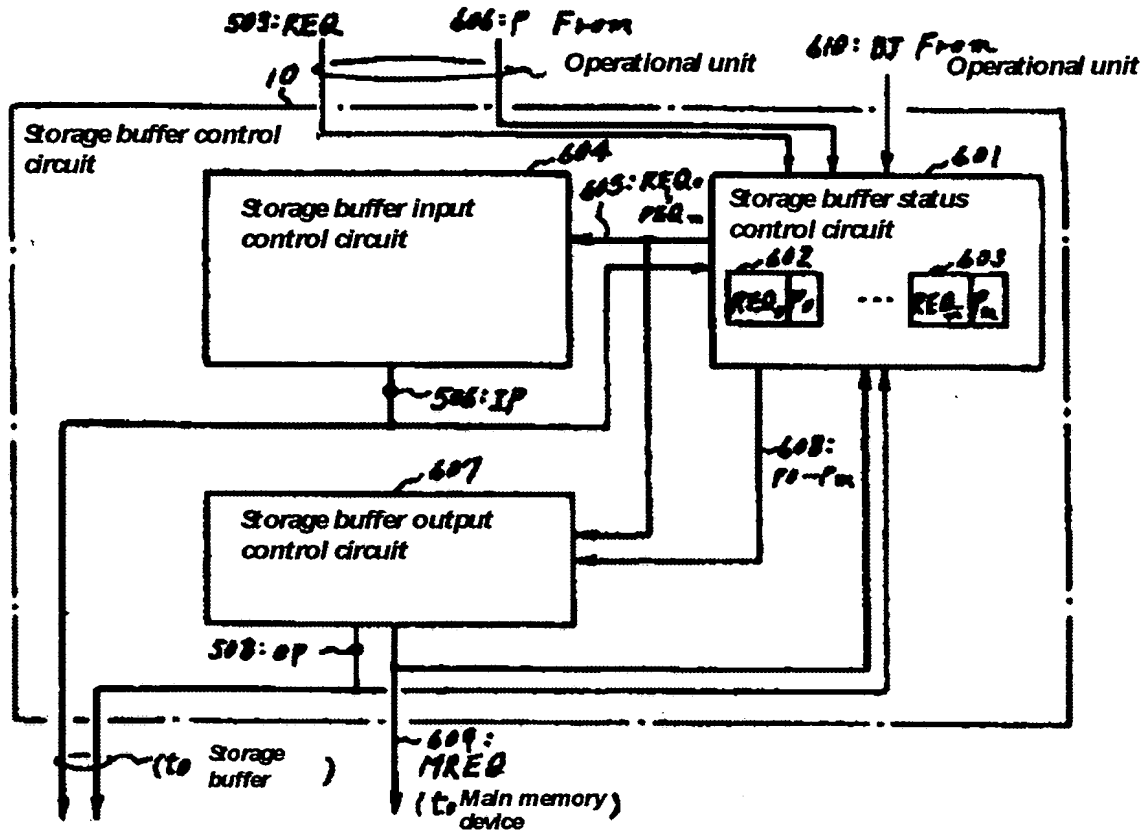 503:REQ
606:P From
Operational unit
610:BJ From
Operational unit
10
Storage buffer control
circuit
604
601
605:REQ0
REQm
Storage buffer input
control circuit
Storage buffer status
control circuit
602
603
REQ0 P0
...
REQm Pm
506:IP
608:
P0-Pm
607
Storage buffer output
control circuit
508:OP
609:
MREQ
(to Storage
buffer )
(to Main memory)
device